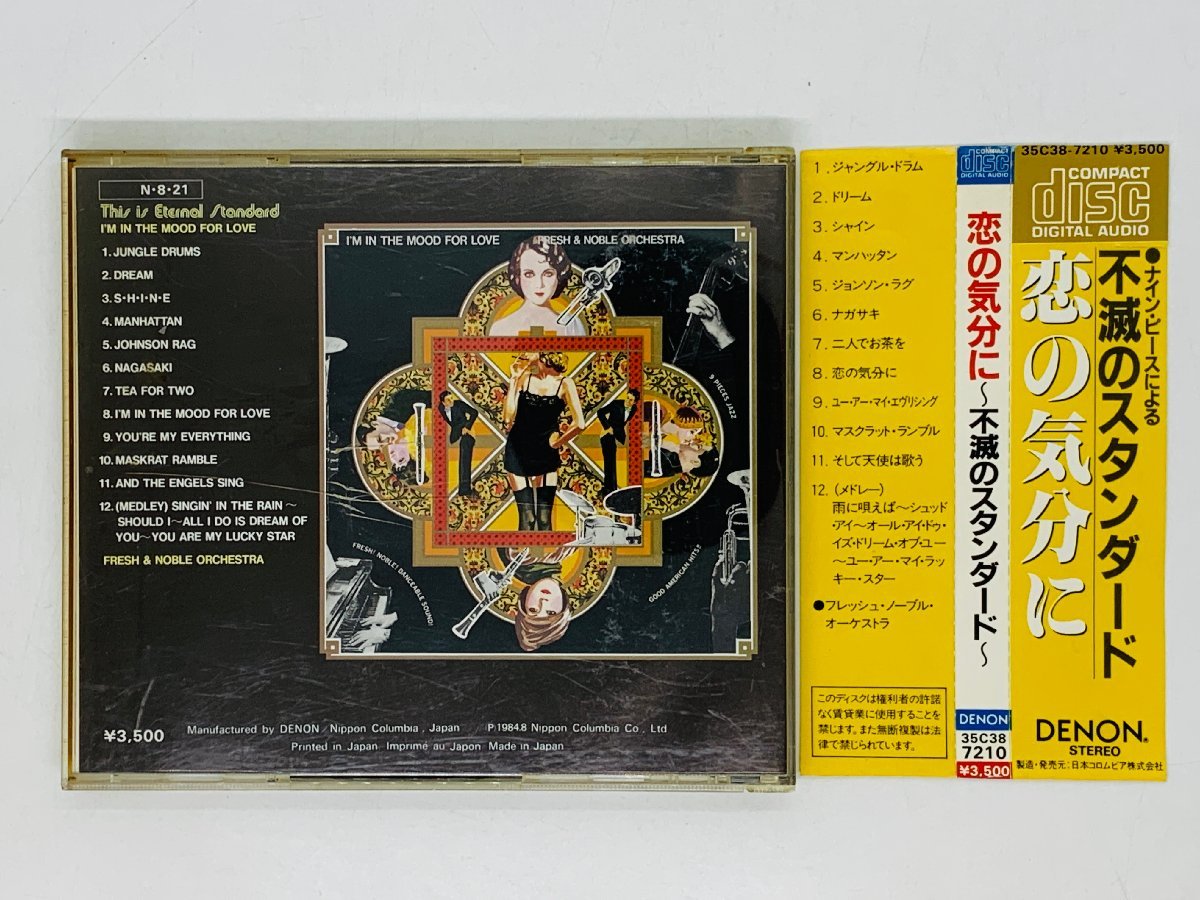 N・8・21
This is Eternal Standard
I'M IN THE MOOD FOR LOVE
1. JUNGLE DRUMS
2. DREAM
3. S・H・I・N・E
4. MANHATTAN
5. JOHNSON RAG
6. NAGASAKI
7. TEA FOR TWO
8. I'M IN THE MOOD FOR LOVE
9. YOU'RE MY EVERYTHING
10. MASKRAT RAMBLE
11. AND THE ENGELS SING
12. (MEDLEY) SINGIN' IN THE RAIN～
SHOULD I～ALL I DO IS DREAM OF
YOU～YOU ARE MY LUCKY STAR
FRESH & NOBLE ORCHESTRA
I'M IN THE MOOD FOR LOVE
FRESH & NOBLE ORCHESTRA
9 PIECES JAZZ
FRESH! NOBLE! DANCEABLE SOUND!
GOOD AMERICAN HITS!!
¥3,500
Manufactured by DENON / Nippon Columbia, Japan
℗1984.8 Nippon Columbia Co., Ltd
Printed in Japan Imprimé au Japon Made in Japan
1. ジャングル・ドラム
2. ドリーム
3. シャイン
4. マンハッタン
5. ジョンソン・ラグ
6. ナガサキ
7. 二人でお茶を
8. 恋の気分に
9. ユー・アー・マイ・エヴリシング
10. マスクラット・ランブル
11. そして天使は歌う
12. (メドレー)
雨に唄えば～シュッド・
アイ～オール・アイ・ドゥ・
イズ・ドリーム・オブ・ユー
～ユー・アー・マイ・ラッ
キー・スター
●フレッシュ・ノーブル・
オーケストラ
このディスクは権利者の許諾
なく賃貸業に使用することを
禁じます。また無断複製は法
律で禁じられています。
COMPACT
disc
DIGITAL AUDIO
恋の気分に～不滅のスタンダード～
DENON
35C38
7210
¥3,500
35C38-7210 ¥3,500
COMPACT
disc
DIGITAL AUDIO
●ナイン・ピースによる
不滅のスタンダード
恋の気分に
DENON®
STEREO
製造・発売元：日本コロムビア株式会社